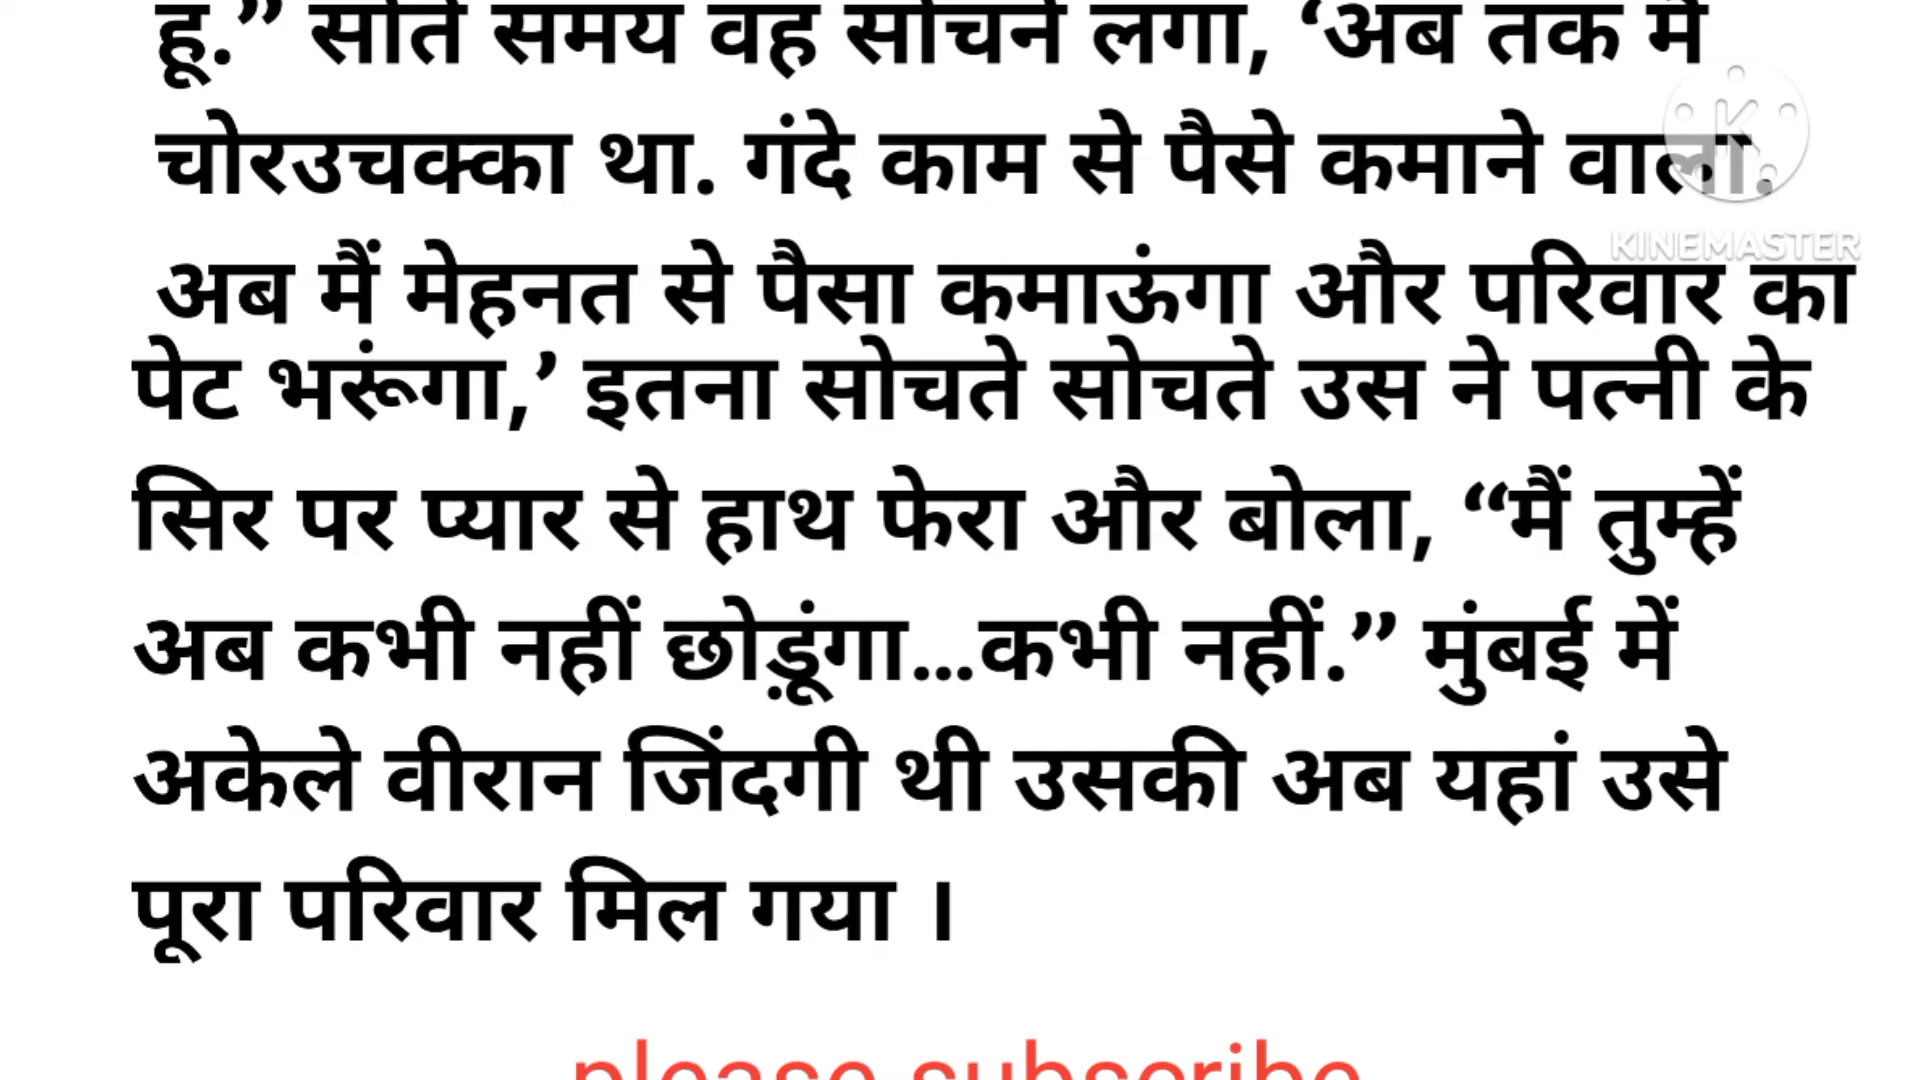 हूं.” सोते समय वह सोचने लगा, ‘अब तक मैं
चोरउचक्का था. गंदे काम से पैसे कमाने वाला.
KINEMASTER
अब मैं मेहनत से पैसा कमाऊंगा और परिवार का
पेट भरूंगा,’ इतना सोचते सोचते उस ने पत्नी के
सिर पर प्यार से हाथ फेरा और बोला, “मैं तुम्हें
अब कभी नहीं छोड़ूंगा...कभी नहीं.” मुंबई में
अकेले वीरान जिंदगी थी उसकी अब यहां उसे
पूरा परिवार मिल गया ।
please subscribe